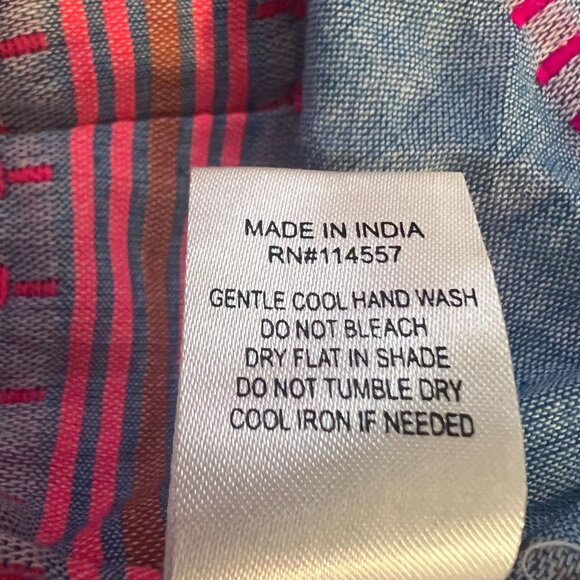 MADE IN INDIA
RN#114557
GENTLE COOL HAND WASH
DO NOT BLEACH
DRY FLAT IN SHADE
DO NOT TUMBLE DRY
COOL IRON IF NEEDED